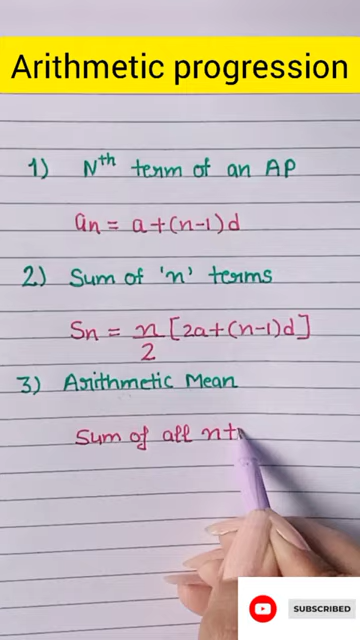 Arithmetic progression
1) Nth term of an AP
an = a+(n-1)d
2) Sum of 'n' terms
Sn = n/2 [2a+(n-1)d]
3) Arithmetic Mean
Sum of all nt
SUBSCRIBED